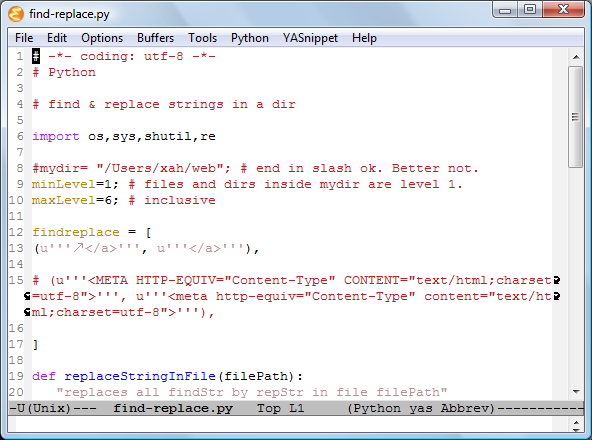 find-replace.py
File Edit Options Buffers Tools Python YASnippet Help
1 # -*- coding: utf-8 -*-
2 # Python
3
4 # find & replace strings in a dir
5
6 import os,sys,shutil,re
7
8 #mydir= "/Users/xah/web"; # end in slash ok. Better not.
9 minLevel=1; # files and dirs inside mydir are level 1.
10 maxLevel=6; # inclusive
11
12 findreplace = [
13 (u'''↗</a>''', u'''</a>'''),
14
15 # (u'''<META HTTP-EQUIV="Content-Type" CONTENT="text/html;charset
=utf-8">''', u'''<meta http-equiv="Content-Type" content="text/ht
ml;charset=utf-8">'''),
16
17 ]
18
19 def replaceStringInFile(filePath):
20 "replaces all findStr by repStr in file filePath"
-U(Unix)--- find-replace.py Top L1 (Python yas Abbrev)-----------